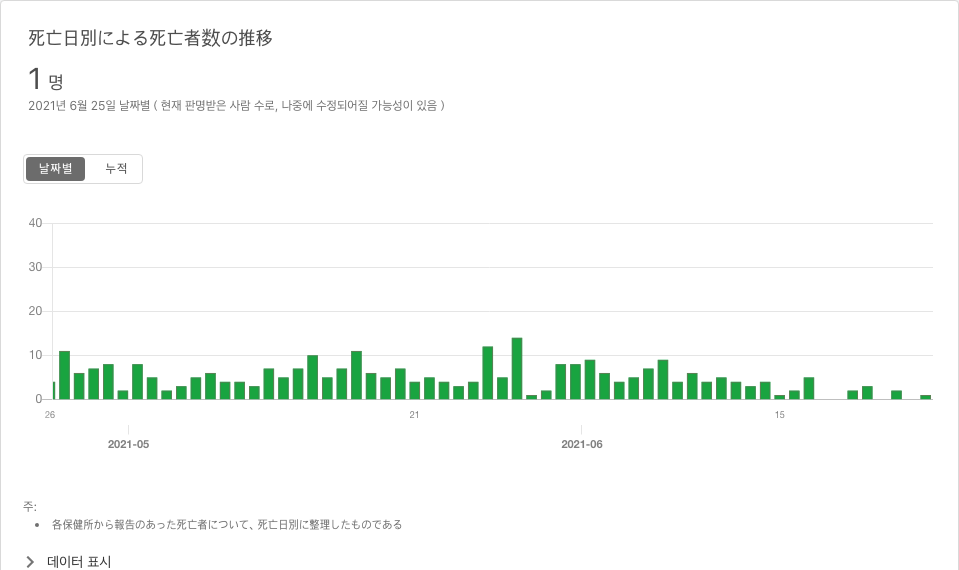 死亡日別による死亡者数の推移
1 명
2021년 6월 25일 날짜별 ( 현재 판명받은 사람 수로, 나중에 수정되어질 가능성이 있음 )
날짜별 누적
40
30
20
10
0
26 21 15
2021-05 2021-06
주:
• 各保健所から報告のあった死亡者について、死亡日別に整理したものである
데이터 표시